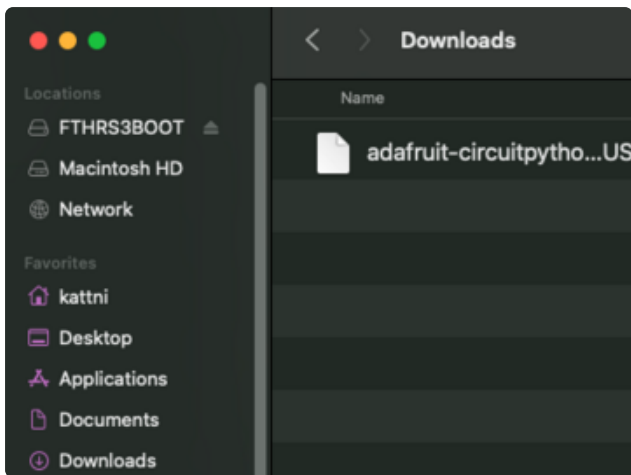 Locations
FTHRS3BOOT
Macintosh HD
Network
Favorites
kattni
Desktop
Applications
Documents
Downloads
Downloads
Name
adafruit-circuitpytho...US